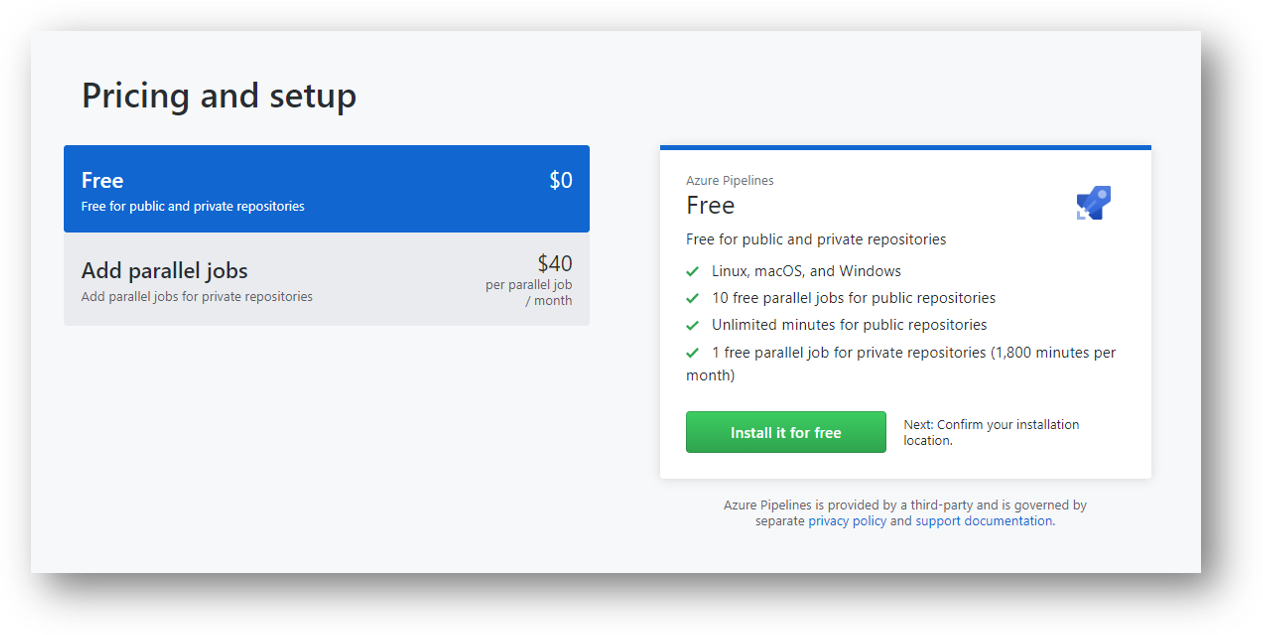 Pricing and setup
Free
$0
Free for public and private repositories
Add parallel jobs
$40
Add parallel jobs for private repositories
per parallel job
/ month
Azure Pipelines
Free
Free for public and private repositories
Linux, macOS, and Windows
10 free parallel jobs for public repositories
Unlimited minutes for public repositories
1 free parallel job for private repositories (1,800 minutes per
month)
Install it for free
Next: Confirm your installation
location.
Azure Pipelines is provided by a third-party and is governed by
separate privacy policy and support documentation.